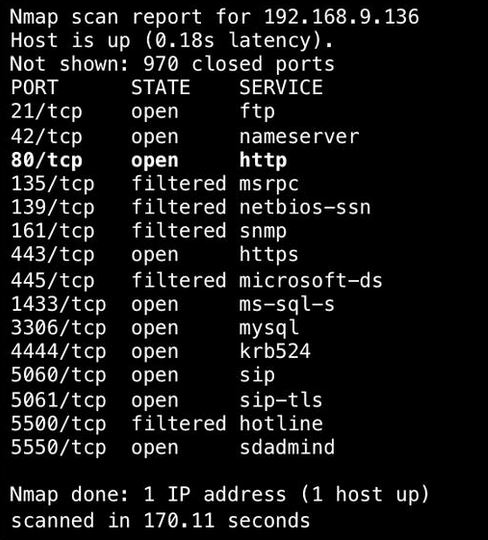 Nmap scan report for 192.168.9.136
Host is up (0.18s latency).
Not shown: 970 closed ports
PORT STATE SERVICE
21/tcp open ftp
42/tcp open nameserver
80/tcp open http
135/tcp filtered msrpc
139/tcp filtered netbios-ssn
161/tcp filtered snmp
443/tcp open https
445/tcp filtered microsoft-ds
1433/tcp open ms-sql-s
3306/tcp open mysql
4444/tcp open krb524
5060/tcp open sip
5061/tcp open sip-tls
5500/tcp filtered hotline
5550/tcp open sdadmind
Nmap done: 1 IP address (1 host up)
scanned in 170.11 seconds